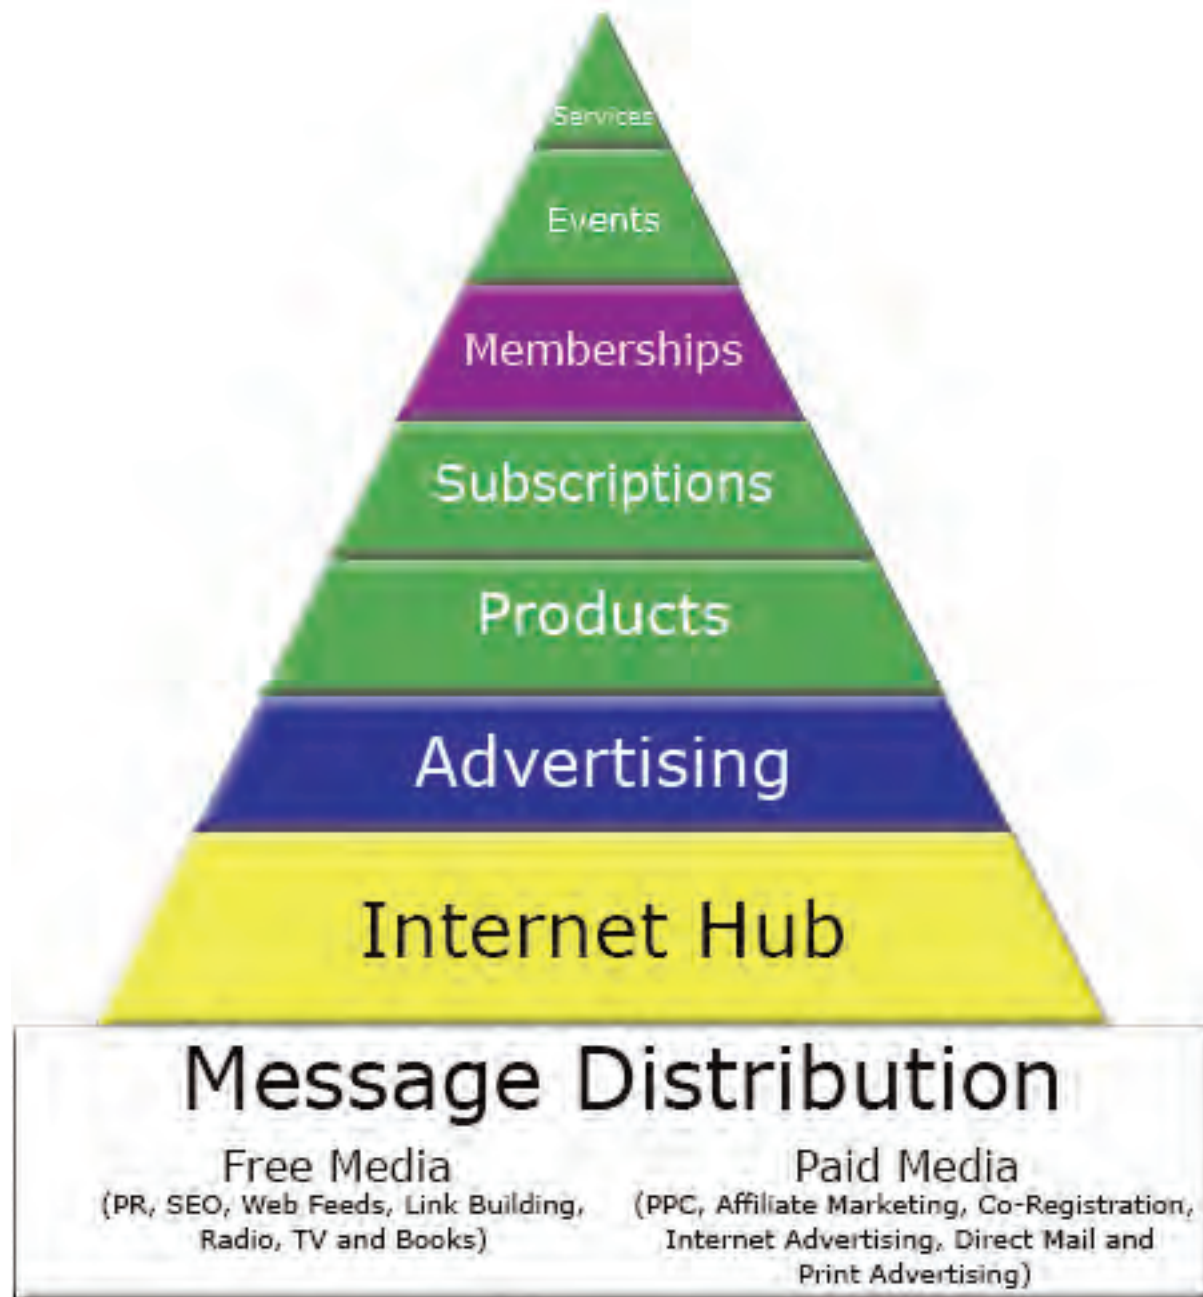 Services
Events
Memberships
Subscriptions
Products
Advertising
Internet Hub
Message Distribution
Free Media
(PR, SEO, Web Feeds, Link Building,
Radio, TV and Books)
Paid Media
(PPC, Affiliate Marketing, Co-Registration,
Internet Advertising, Direct Mail and
Print Advertising)